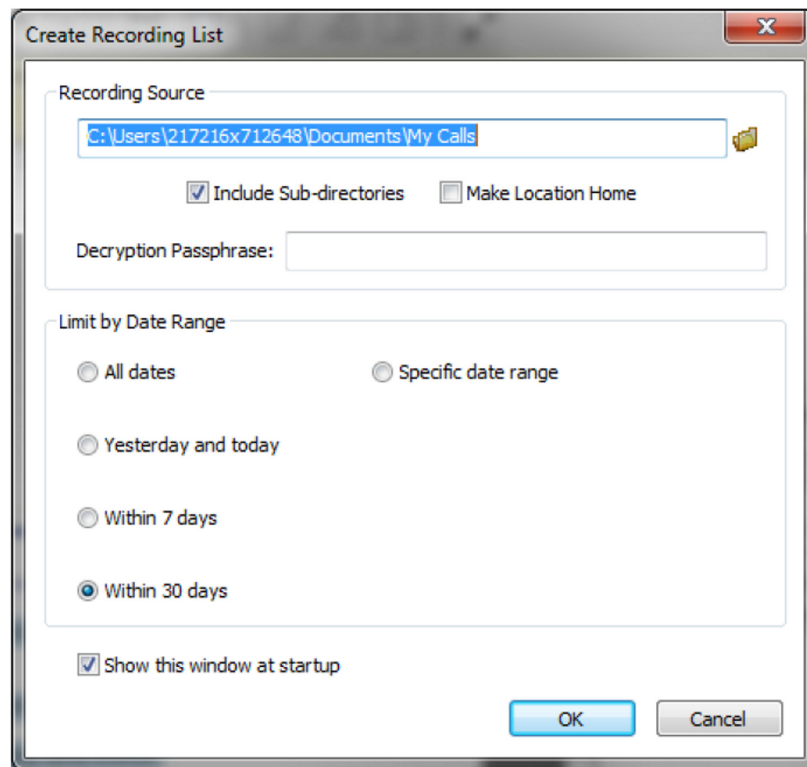 Create Recording List
Recording Source
C:\Users\217216x712648\Documents\My Calls
Include Sub-directories Make Location Home
Decryption Passphrase:
Limit by Date Range
All dates Specific date range
Yesterday and today
Within 7 days
Within 30 days
Show this window at startup
OK Cancel